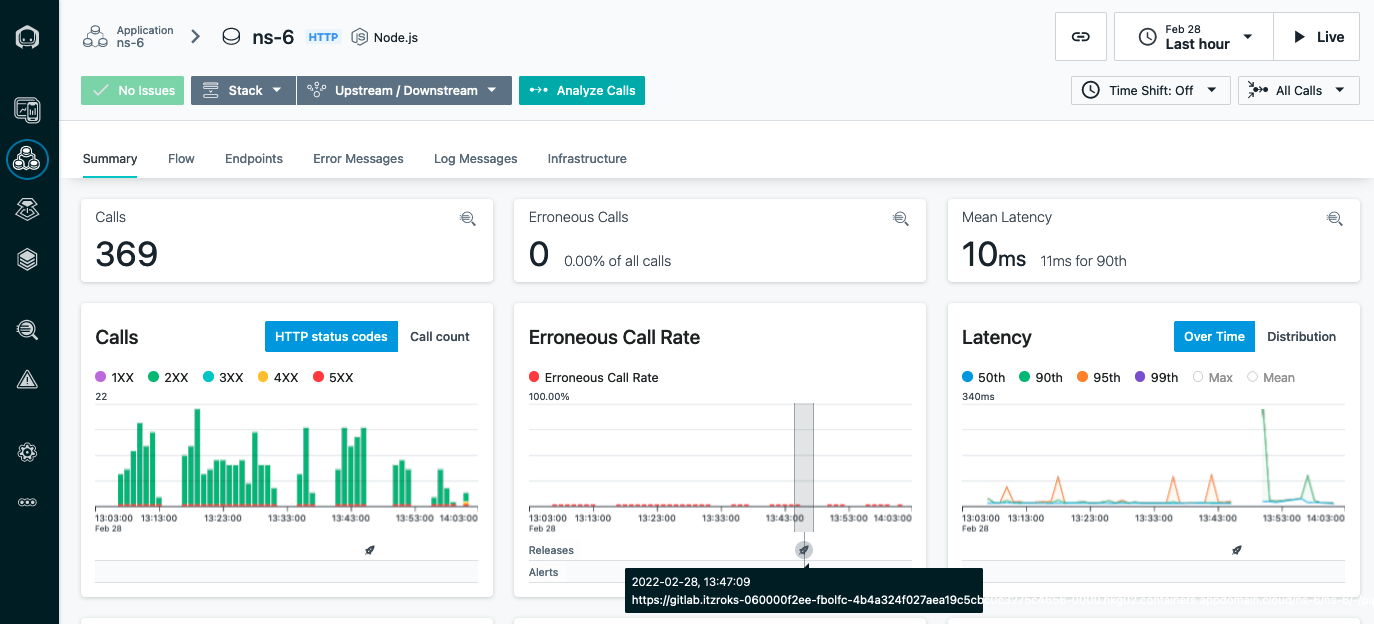 Application
ns-6
ns-6 HTTP Node.js
Feb 28
Last hour
Live
No Issues
Stack
Upstream / Downstream
Analyze Calls
Time Shift: Off
All Calls
Summary Flow Endpoints Error Messages Log Messages Infrastructure
Calls
369
Erroneous Calls
0 0.00% of all calls
Mean Latency
10ms 11ms for 90th
Calls
HTTP status codes Call count
1XX 2XX 3XX 4XX 5XX
22
13:03:00 13:13:00 13:23:00 13:33:00 13:43:00 13:53:00 14:03:00
Feb 28
Erroneous Call Rate
Erroneous Call Rate
100.00%
13:03:00 13:13:00 13:23:00 13:33:00 13:43:00 13:53:00 14:03:00
Feb 28
Releases
Alerts
2022-02-28, 13:47:09
Latency
Over Time Distribution
50th 90th 95th 99th Max Mean
340ms
13:03:00 13:13:00 13:23:00 13:33:00 13:43:00 13:53:00 14:03:00
Feb 28